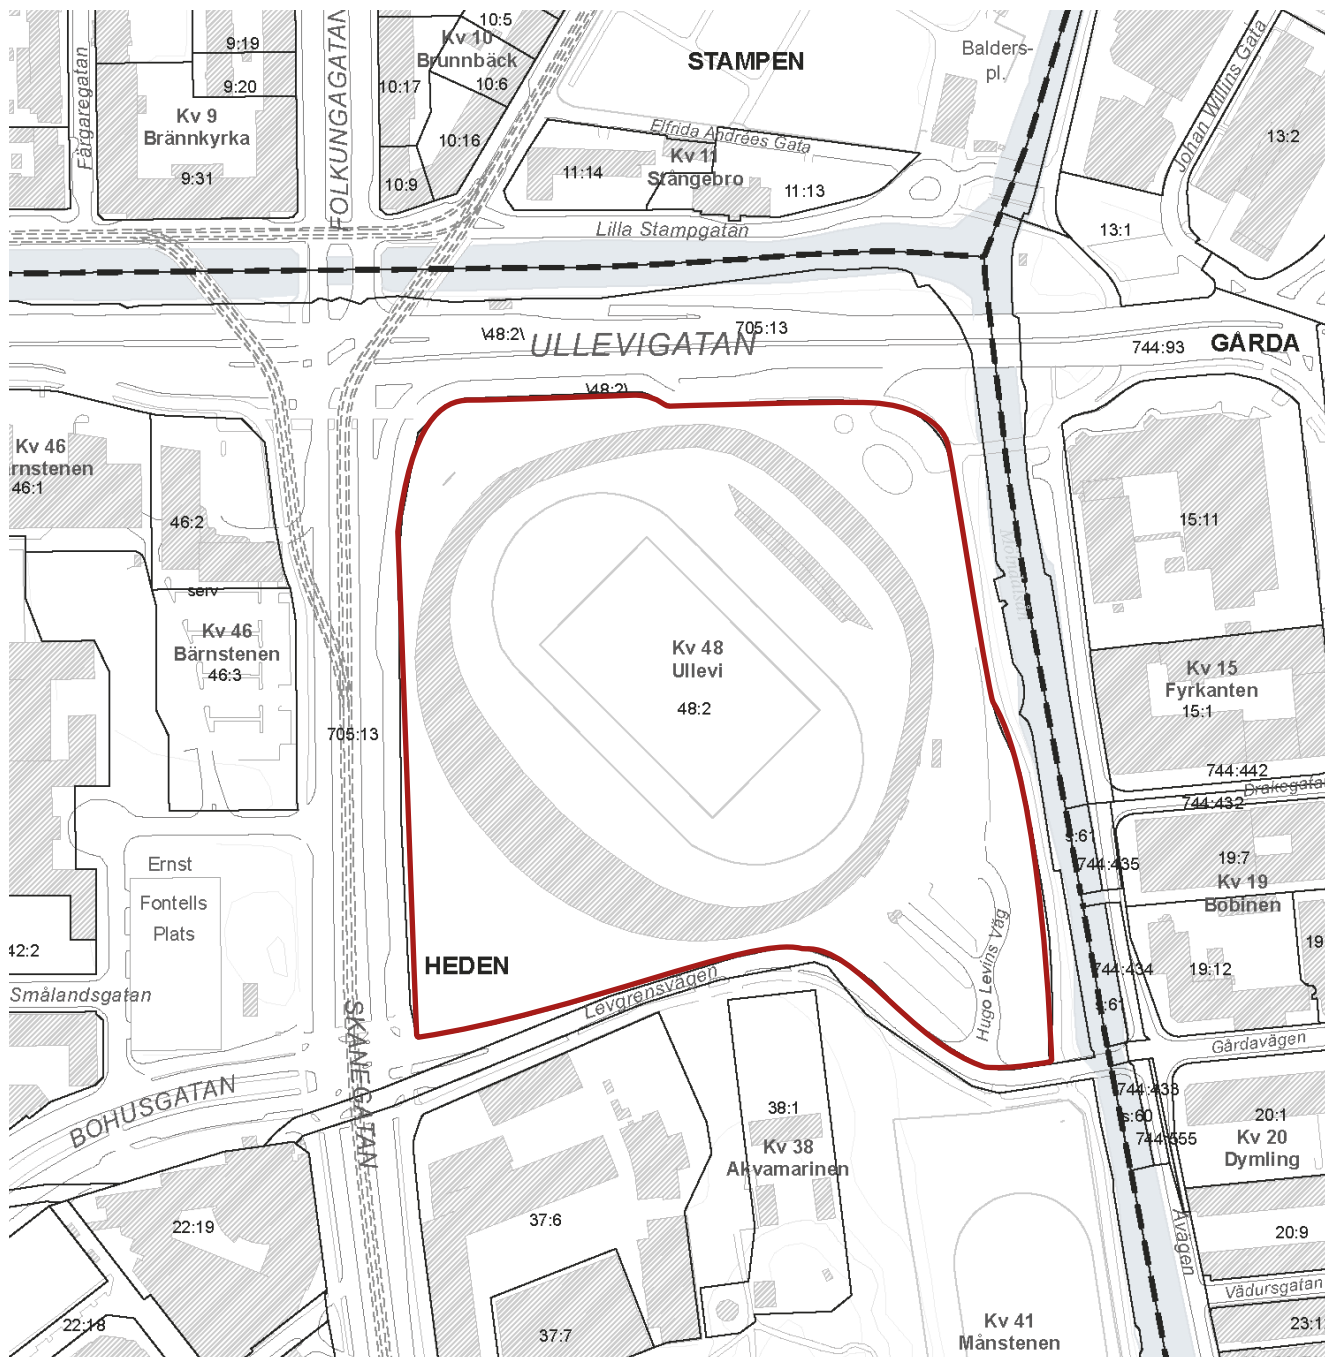 10:5
Kv 10
Brunnbäck
9:19
9:20
10:17
10:6
STAMPEN
Balders-
pl.
Johan Willins Gata
13:2
Färgaregatan
Kv 9
Brännkyrka
9:31
FOLKUNGAGATAN
10:16
10:9
Elfrida Andrées Gata
Kv 11
Stångebro
11:14
11:13
Lilla Stampgatan
13:1
\48:2\
705:13
ULLEVIGATAN
744:93
GÅRDA
\48:2\
Kv 46
rnstenen
46:1
46:2
serv
Kv 46
Bärnstenen
46:3
705:13
Kv 48
Ullevi
48:2
Mölndalsån
15:11
Kv 15
Fyrkanten
15:1
744:442
Drakegatan
744:432
s:61
744:435
19:7
Kv 19
Bobinen
Ernst
Fontells
Plats
42:2
Smålandsgatan
HEDEN
Levgrensvägen
Hugo Levins Väg
744:434
19:12
19
s:61
Gårdavägen
SKÅNEGATAN
BOHUSGATAN
744:433
s:60
744:555
20:1
Kv 20
Dymling
38:1
Kv 38
Akvamarinen
22:19
37:6
Åvägen
20:9
Vädursgatan
22:18
37:7
Kv 41
Månstenen
23:1